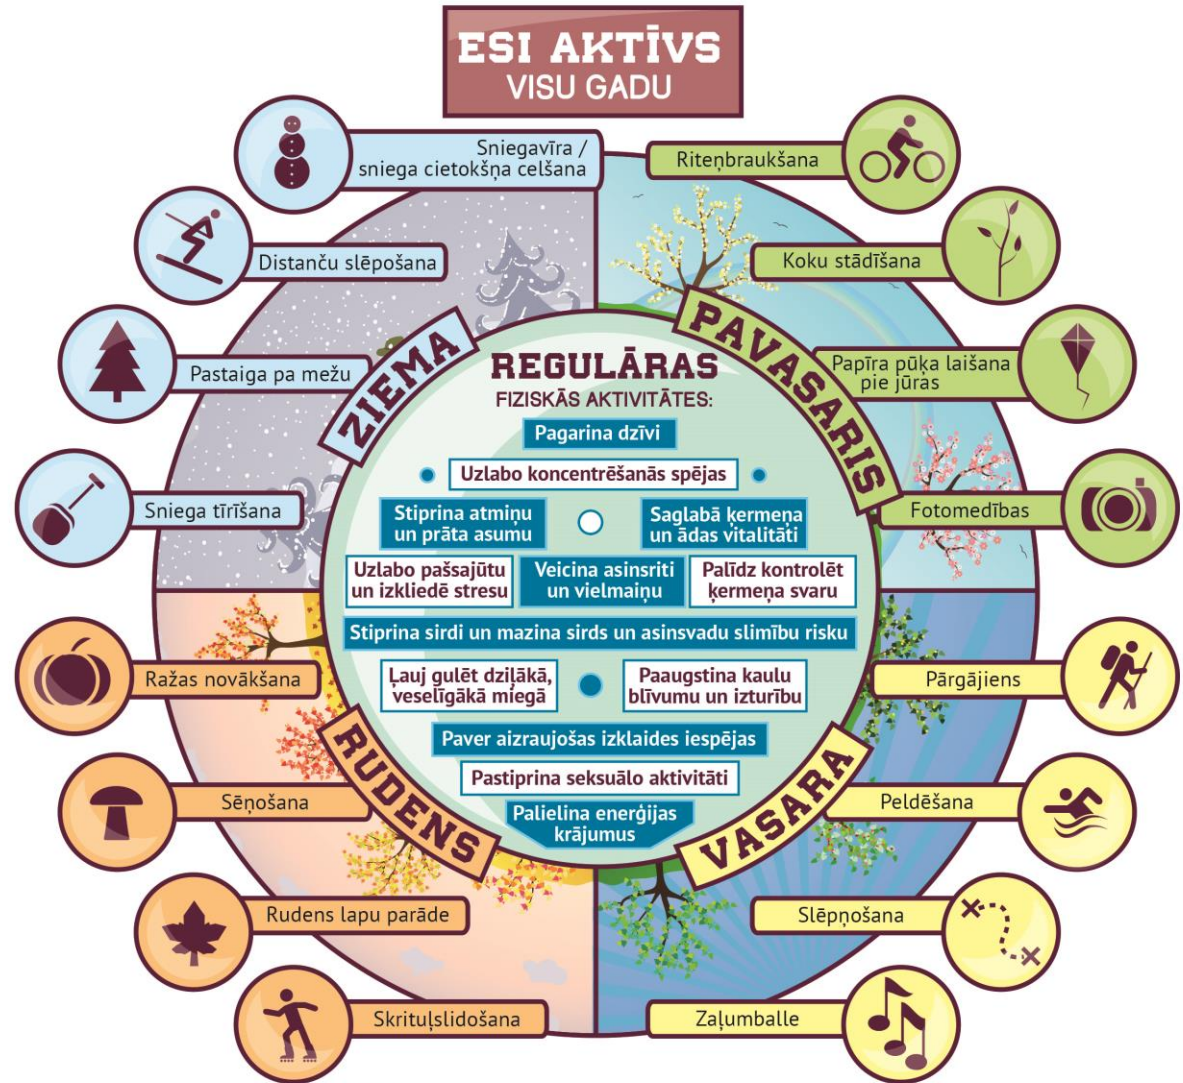 ESI AKTĪVS
VISU GADU
Sniegavīra /
sniega cietokšņa celšana
Distanču slēpošana
Pastaiga pa mežu
Sniega tīrīšana
ZIEMA
Riteņbraukšana
Koku stādīšana
Papīra pūķa laišana
pie jūras
Fotomedības
PAVASARIS
REGULĀRAS
FIZISKĀS AKTIVITĀTES:
Pagarina dzīvi
Uzlabo koncentrēšanās spējas
Stiprina atmiņu
un prāta asumu
Saglabā ķermeņa
un ādas vitalitāti
Uzlabo pašsajūtu
un izkliedē stresu
Veicina asinsriti
un vielmaiņu
Palīdz kontrolēt
ķermeņa svaru
Stiprina sirdi un mazina sirds un asinsvadu slimību risku
Ļauj gulēt dziļākā,
veselīgākā miegā
Paaugstina kaulu
blīvumu un izturību
Paver aizraujošas izklaides iespējas
Pastiprina seksuālo aktivitāti
Palielina enerģijas
krājumus
RUDENS
Ražas novākšana
Sēņošana
Rudens lapu parāde
Skrituļslidošana
VASARA
Pārgājiens
Peldēšana
Slēpņošana
Zaļumballe